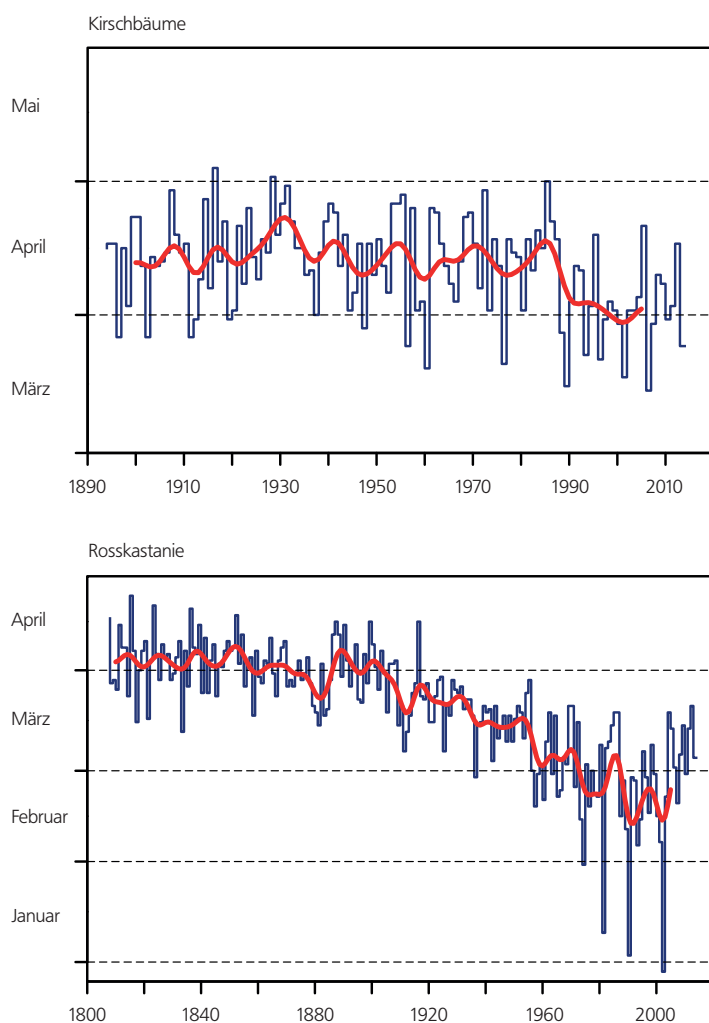 Kirschbäume
Mai
April
März
1890 1910 1930 1950 1970 1990 2010
Rosskastanie
April
März
Februar
Januar
1800 1840 1880 1920 1960 2000